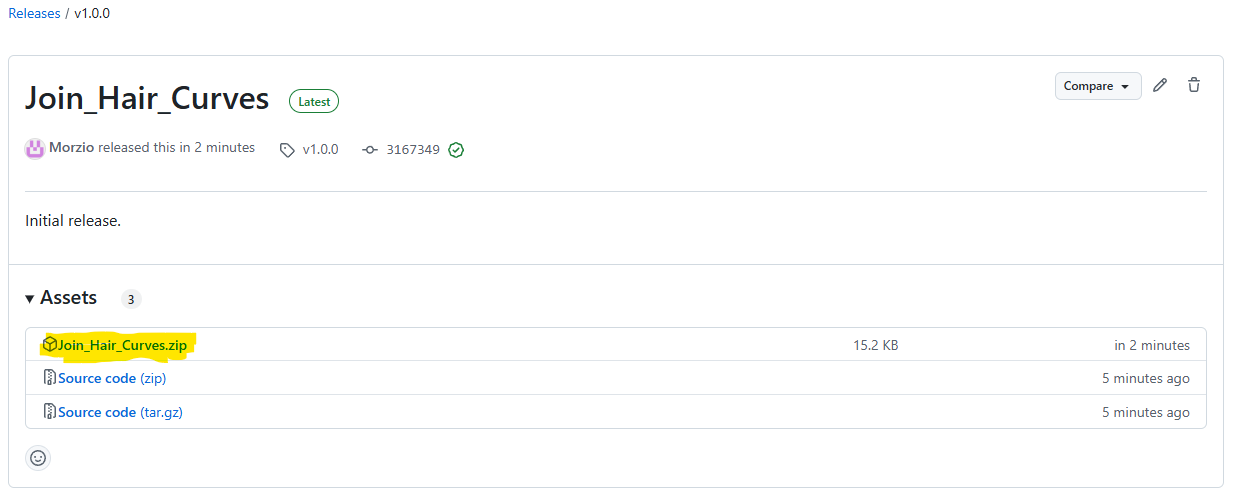 Releases / v1.0.0
Join_Hair_Curves Latest Compare
Morzio released this in 2 minutes v1.0.0 3167349
Initial release.
Assets 3
Join_Hair_Curves.zip 15.2 KB in 2 minutes
Source code (zip) 5 minutes ago
Source code (tar.gz) 5 minutes ago